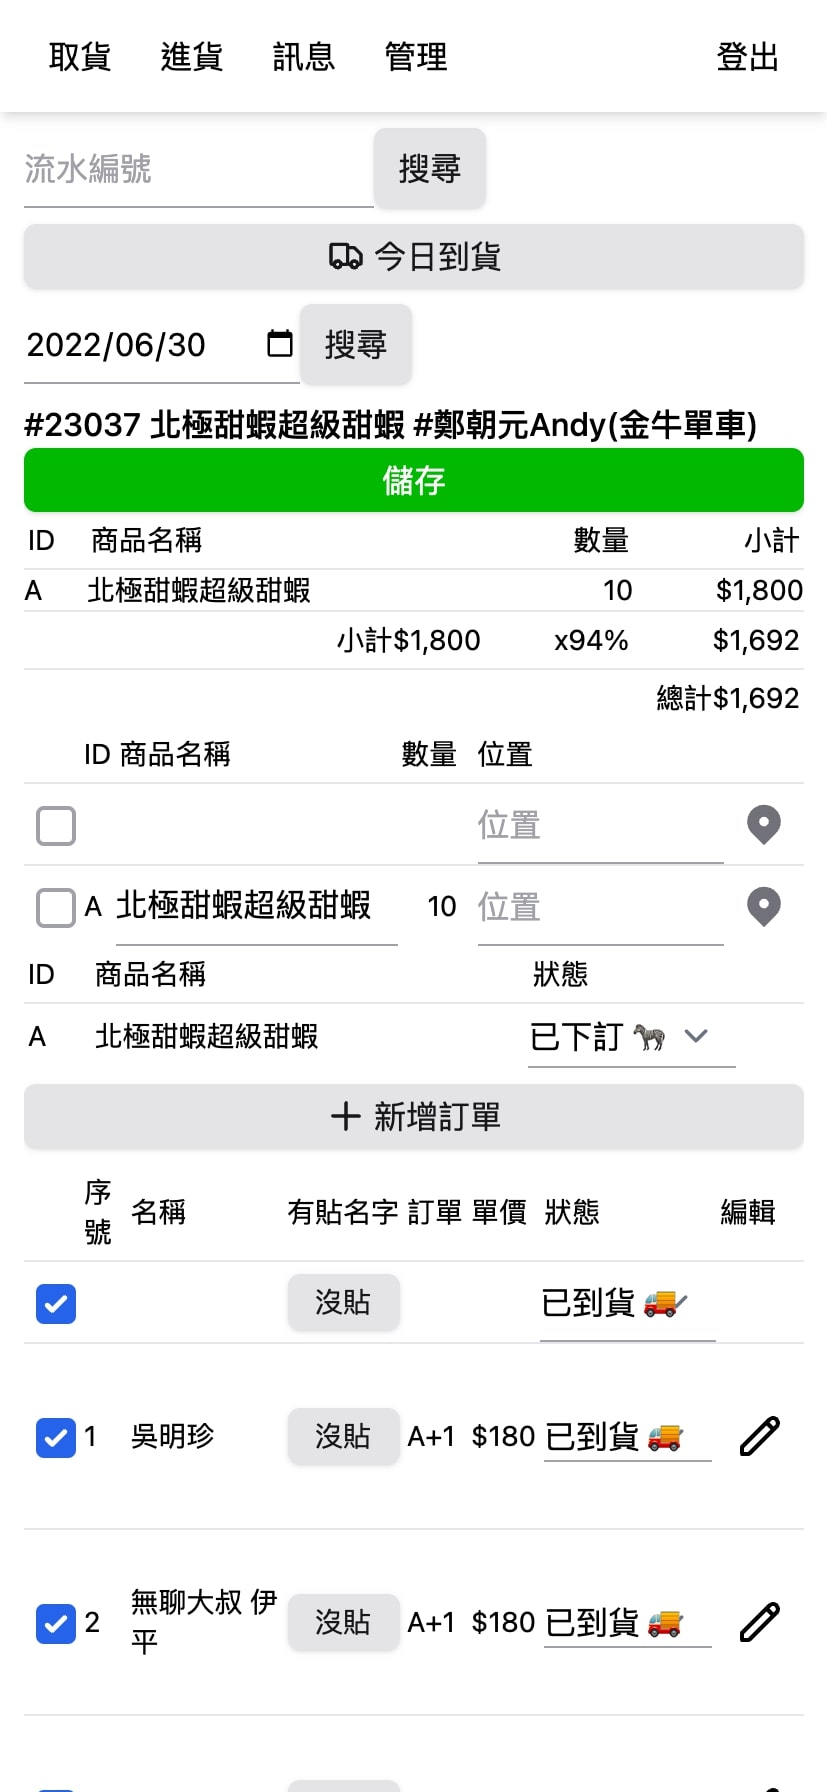 取貨 進貨 訊息 管理 登出
流水編號 搜尋
今日到貨
2022/06/30 搜尋
#23037 北極甜蝦超級甜蝦 #鄭朝元Andy(金牛單車)
儲存
ID 商品名稱 數量 小計
A 北極甜蝦超級甜蝦 10 $1,800
小計$1,800 x94% $1,692
總計$1,692
ID 商品名稱 數量 位置
位置
A 北極甜蝦超級甜蝦 10 位置
ID 商品名稱 狀態
A 北極甜蝦超級甜蝦 已下訂 🦓
新增訂單
序號 名稱 有貼名字 訂單 單價 狀態 編輯
沒貼 已到貨 🚚
1 吳明珍 沒貼 A+1 $180 已到貨 🚚
2 無聊大叔 伊平 沒貼 A+1 $180 已到貨 🚚